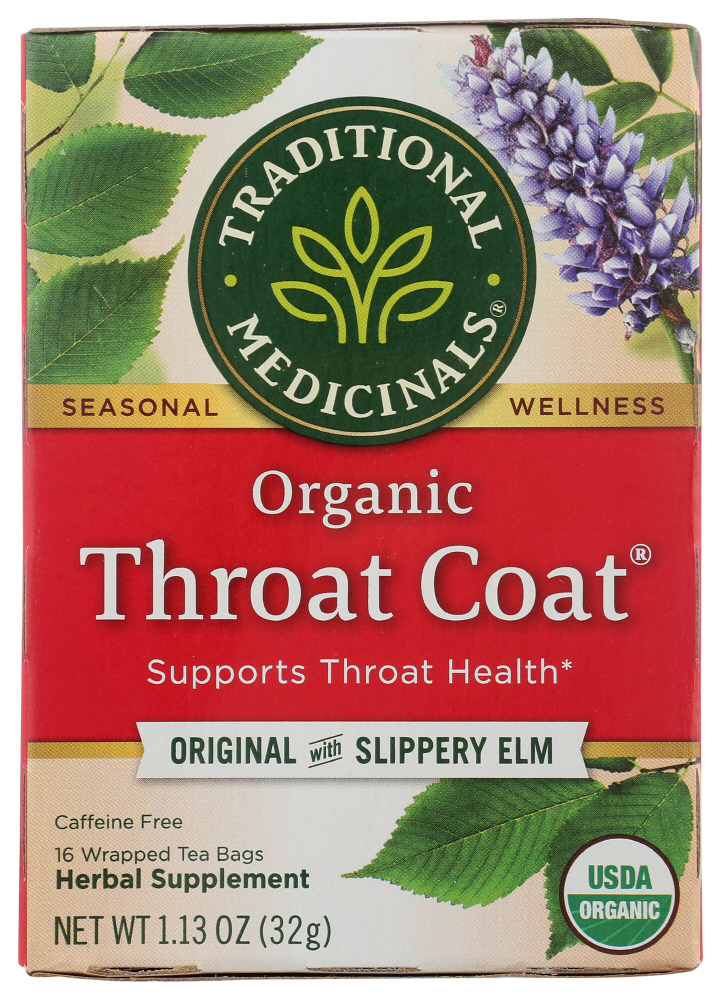 TRADITIONAL
MEDICINALS®
SEASONAL WELLNESS
Organic
Throat Coat®
Supports Throat Health*
ORIGINAL with SLIPPERY ELM
Caffeine Free
16 Wrapped Tea Bags
Herbal Supplement
NET WT 1.13 OZ (32g)
USDA
ORGANIC